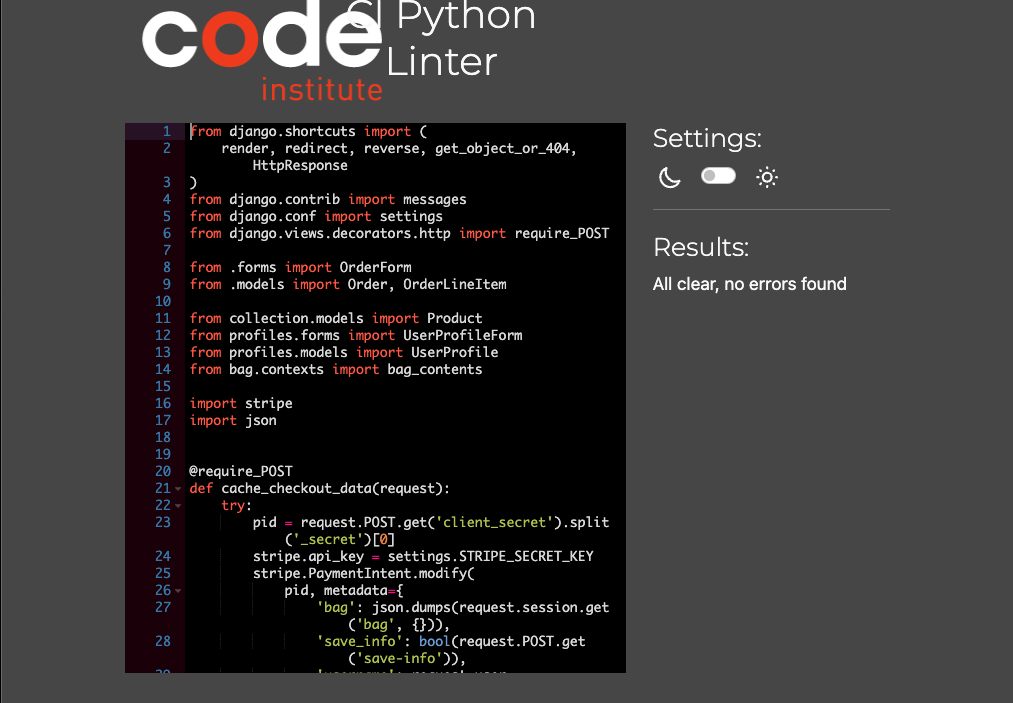 code
institute
CI Python
Linter
1 from django.shortcuts import (
2 render, redirect, reverse, get_object_or_404,
HttpResponse
3 )
4 from django.contrib import messages
5 from django.conf import settings
6 from django.views.decorators.http import require_POST
7
8 from .forms import OrderForm
9 from .models import Order, OrderLineItem
10
11 from collection.models import Product
12 from profiles.forms import UserProfileForm
13 from profiles.models import UserProfile
14 from bag.contexts import bag_contents
15
16 import stripe
17 import json
18
19
20 @require_POST
21 def cache_checkout_data(request):
22 try:
23 pid = request.POST.get('client_secret').split
('_secret')[0]
24 stripe.api_key = settings.STRIPE_SECRET_KEY
25 stripe.PaymentIntent.modify(
26 pid, metadata={
27 'bag': json.dumps(request.session.get
('bag', {})),
28 'save_info': bool(request.POST.get
('save-info')),
Settings:
Results:
All clear, no errors found